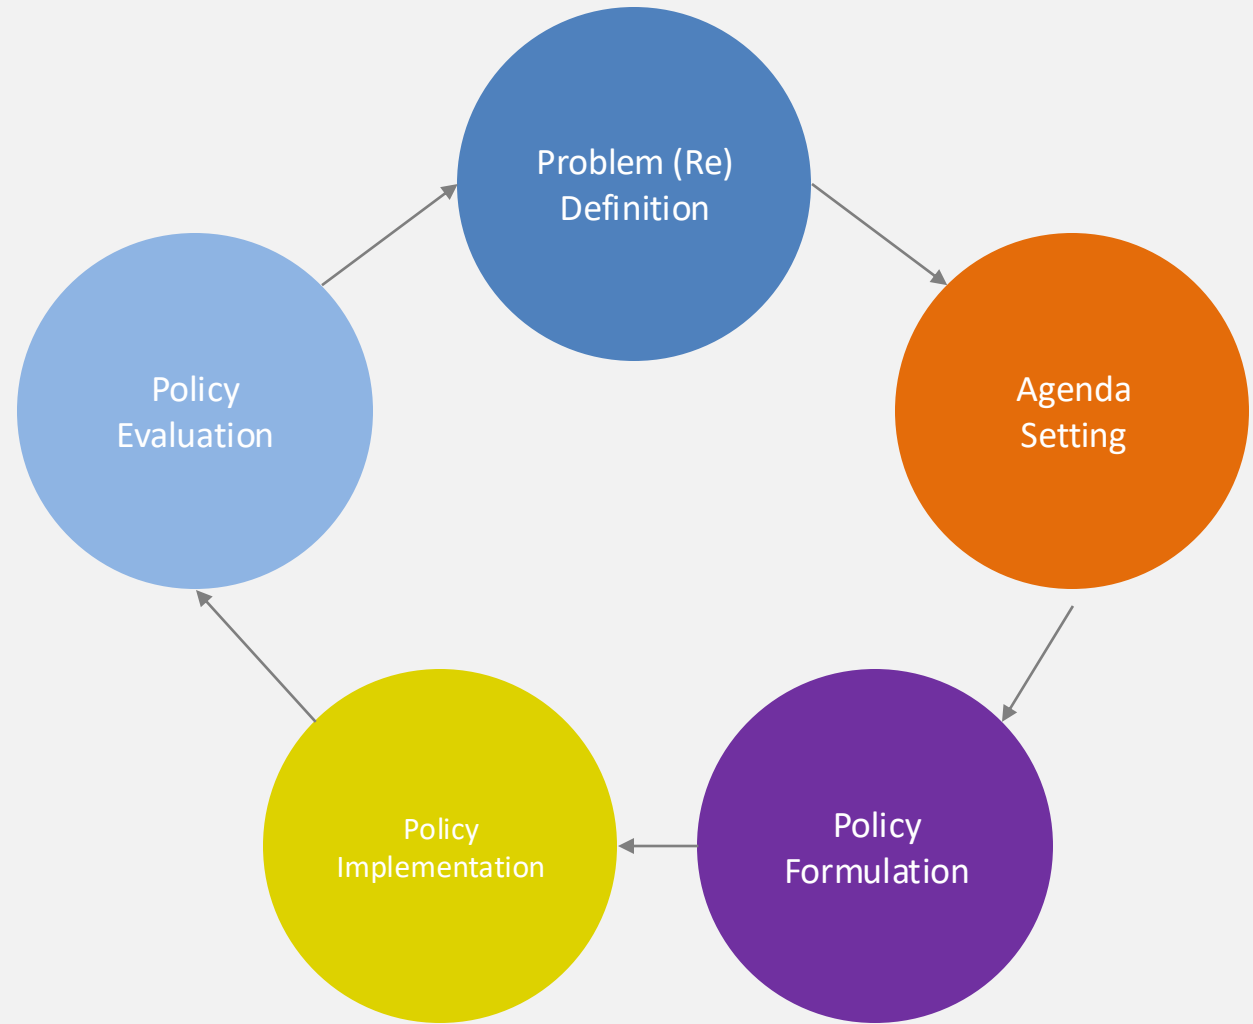 Problem (Re)
Definition
Agenda
Setting
Policy
Formulation
Policy
Implementation
Policy
Evaluation